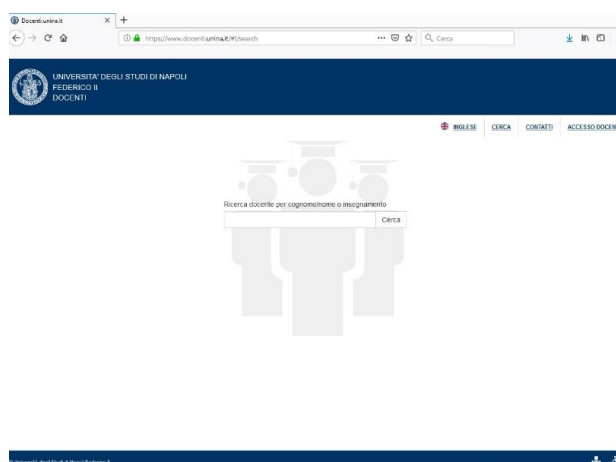 Docenti.unina.it
https://www.docenti.unina.it/#!/search
Cerca
UNIVERSITA' DEGLI STUDI DI NAPOLI
FEDERICO II
DOCENTI
INGLESE CERCA CONTATTI ACCESSO DOCEN
Ricerca docente per cognome/nome o insegnamento
Cerca